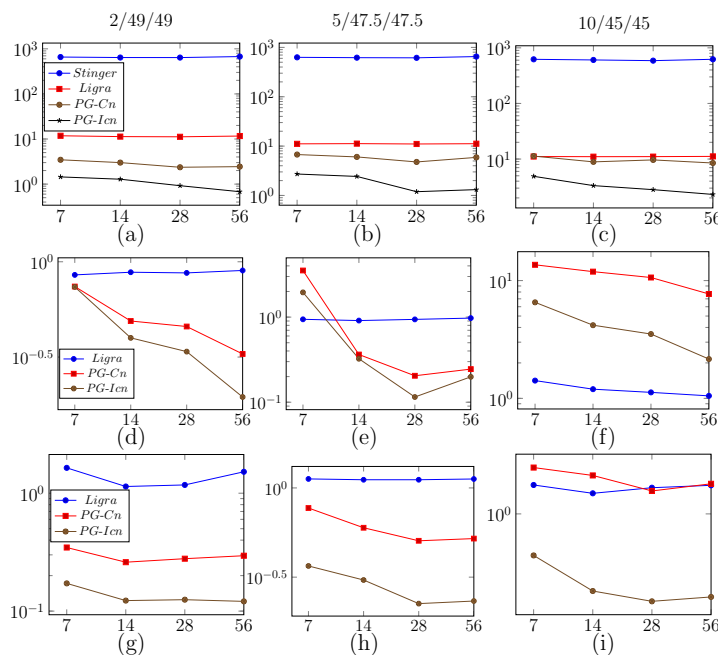 2/49/49
5/47.5/47.5
10/45/45
10^3
10^2
10^1
10^0
Stinger
Ligra
PG-Cn
PG-Icn
7 14 28 56
(a)
10^3
10^2
10^1
10^0
7 14 28 56
(b)
10^3
10^2
10^1
7 14 28 56
(c)
10^0
10^-0.5
Ligra
PG-Cn
PG-Icn
7 14 28 56
(d)
10^0
10^-1
7 14 28 56
(e)
10^1
10^0
7 14 28 56
(f)
10^0
10^-1
Ligra
PG-Cn
PG-Icn
7 14 28 56
(g)
10^0
10^-0.5
7 14 28 56
(h)
10^0
7 14 28 56
(i)